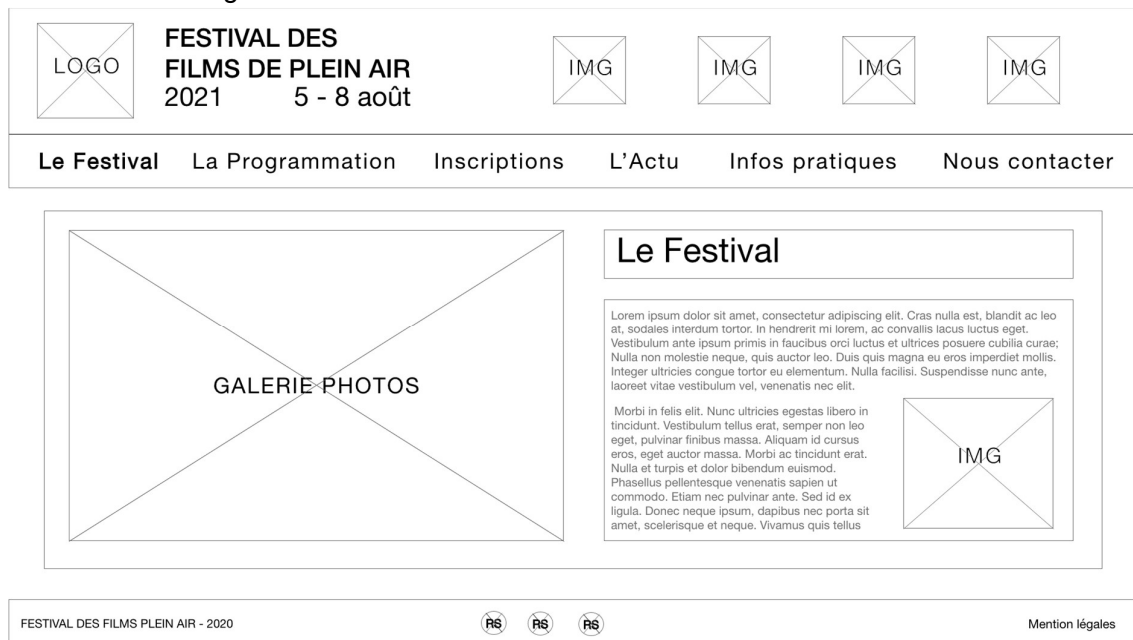 LOGO
FESTIVAL DES
FILMS DE PLEIN AIR
2021 5 - 8 août
IMG IMG IMG IMG
Le Festival La Programmation Inscriptions L'Actu Infos pratiques Nous contacter
GALERIE PHOTOS
Le Festival
Lorem ipsum dolor sit amet, consectetur adipiscing elit. Cras nulla est, blandit ac leo
at, sodales interdum tortor. In hendrerit mi lorem, ac convallis lacus luctus eget.
Vestibulum ante ipsum primis in faucibus orci luctus et ultrices posuere cubilia curae;
Nulla non molestie neque, quis auctor leo. Duis quis magna eu eros imperdiet mollis.
Integer ultricies congue tortor eu elementum. Nulla facilisi. Suspendisse nunc ante,
laoreet vitae vestibulum vel, venenatis nec elit.
Morbi in felis elit. Nunc ultricies egestas libero in
tincidunt. Vestibulum tellus erat, semper non leo
eget, pulvinar finibus massa. Aliquam id cursus
eros, eget auctor massa. Morbi ac tincidunt erat.
Nulla et turpis et dolor bibendum euismod.
Phasellus pellentesque venenatis sapien ut
commodo. Etiam nec pulvinar ante. Sed id ex
ligula. Donec neque ipsum, dapibus nec porta sit
amet, scelerisque et neque. Vivamus quis tellus
IMG
FESTIVAL DES FILMS PLEIN AIR - 2020
RS RS RS
Mention légales